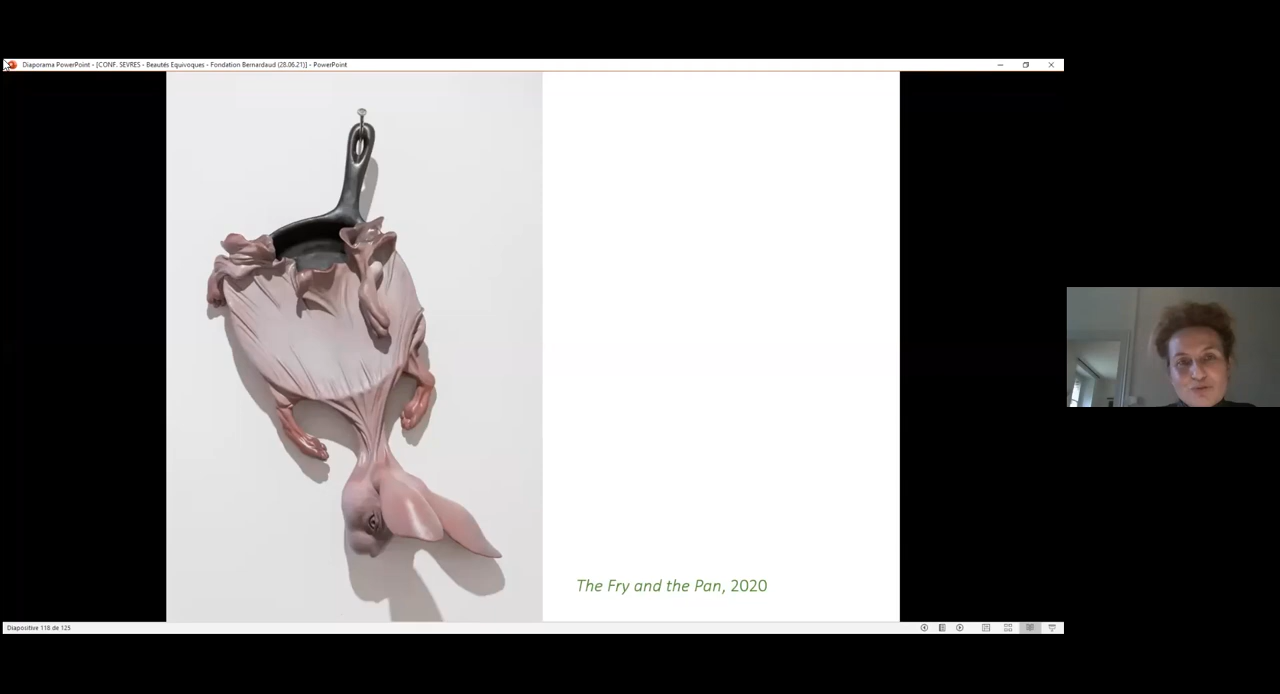 Diaporama PowerPoint - [CONF. SEVRES - Beautés Equivoques - Fondation Bernardaud (28.06.21)] - PowerPoint
The Fry and the Pan, 2020
Diapositive 118 de 125